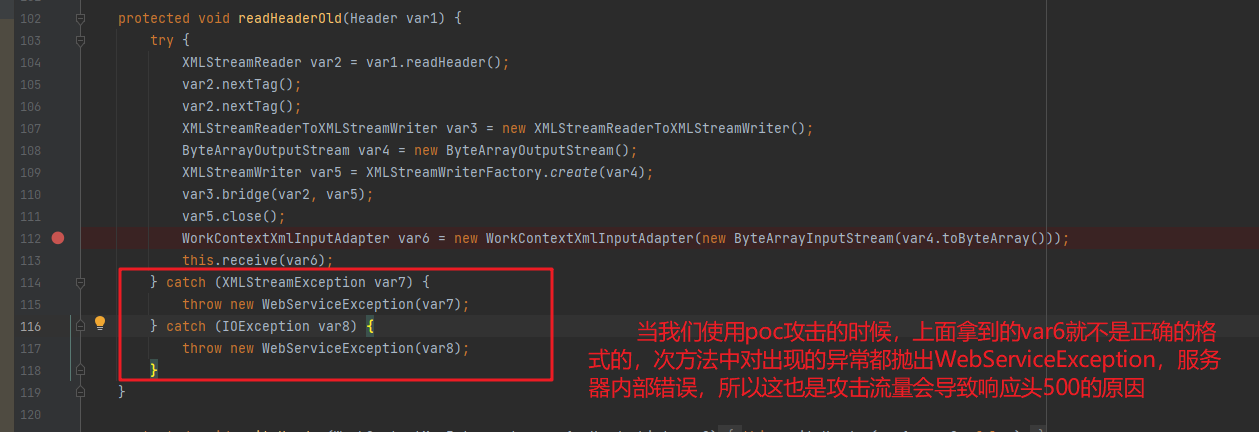 102 protected void readHeaderOld(Header var1) {
103 try {
104 XMLStreamReader var2 = var1.readHeader();
105 var2.nextTag();
106 var2.nextTag();
107 XMLStreamReaderToXMLStreamWriter var3 = new XMLStreamReaderToXMLStreamWriter();
108 ByteArrayOutputStream var4 = new ByteArrayOutputStream();
109 XMLStreamWriter var5 = XMLStreamWriterFactory.create(var4);
110 var3.bridge(var2, var5);
111 var5.close();
112 WorkContextXmlInputAdapter var6 = new WorkContextXmlInputAdapter(new ByteArrayInputStream(var4.toByteArray()));
113 this.receive(var6);
114 } catch (XMLStreamException var7) {
115 throw new WebServiceException(var7);
116 } catch (IOException var8) {
117 throw new WebServiceException(var8);
118 }
119 }
120
当我们使用poc攻击的时候，上面拿到的var6就不是正确的格
式的，次方法中对出现的异常都抛出WebServiceException，服务
器内部错误，所以这也是攻击流量会导致响应头500的原因